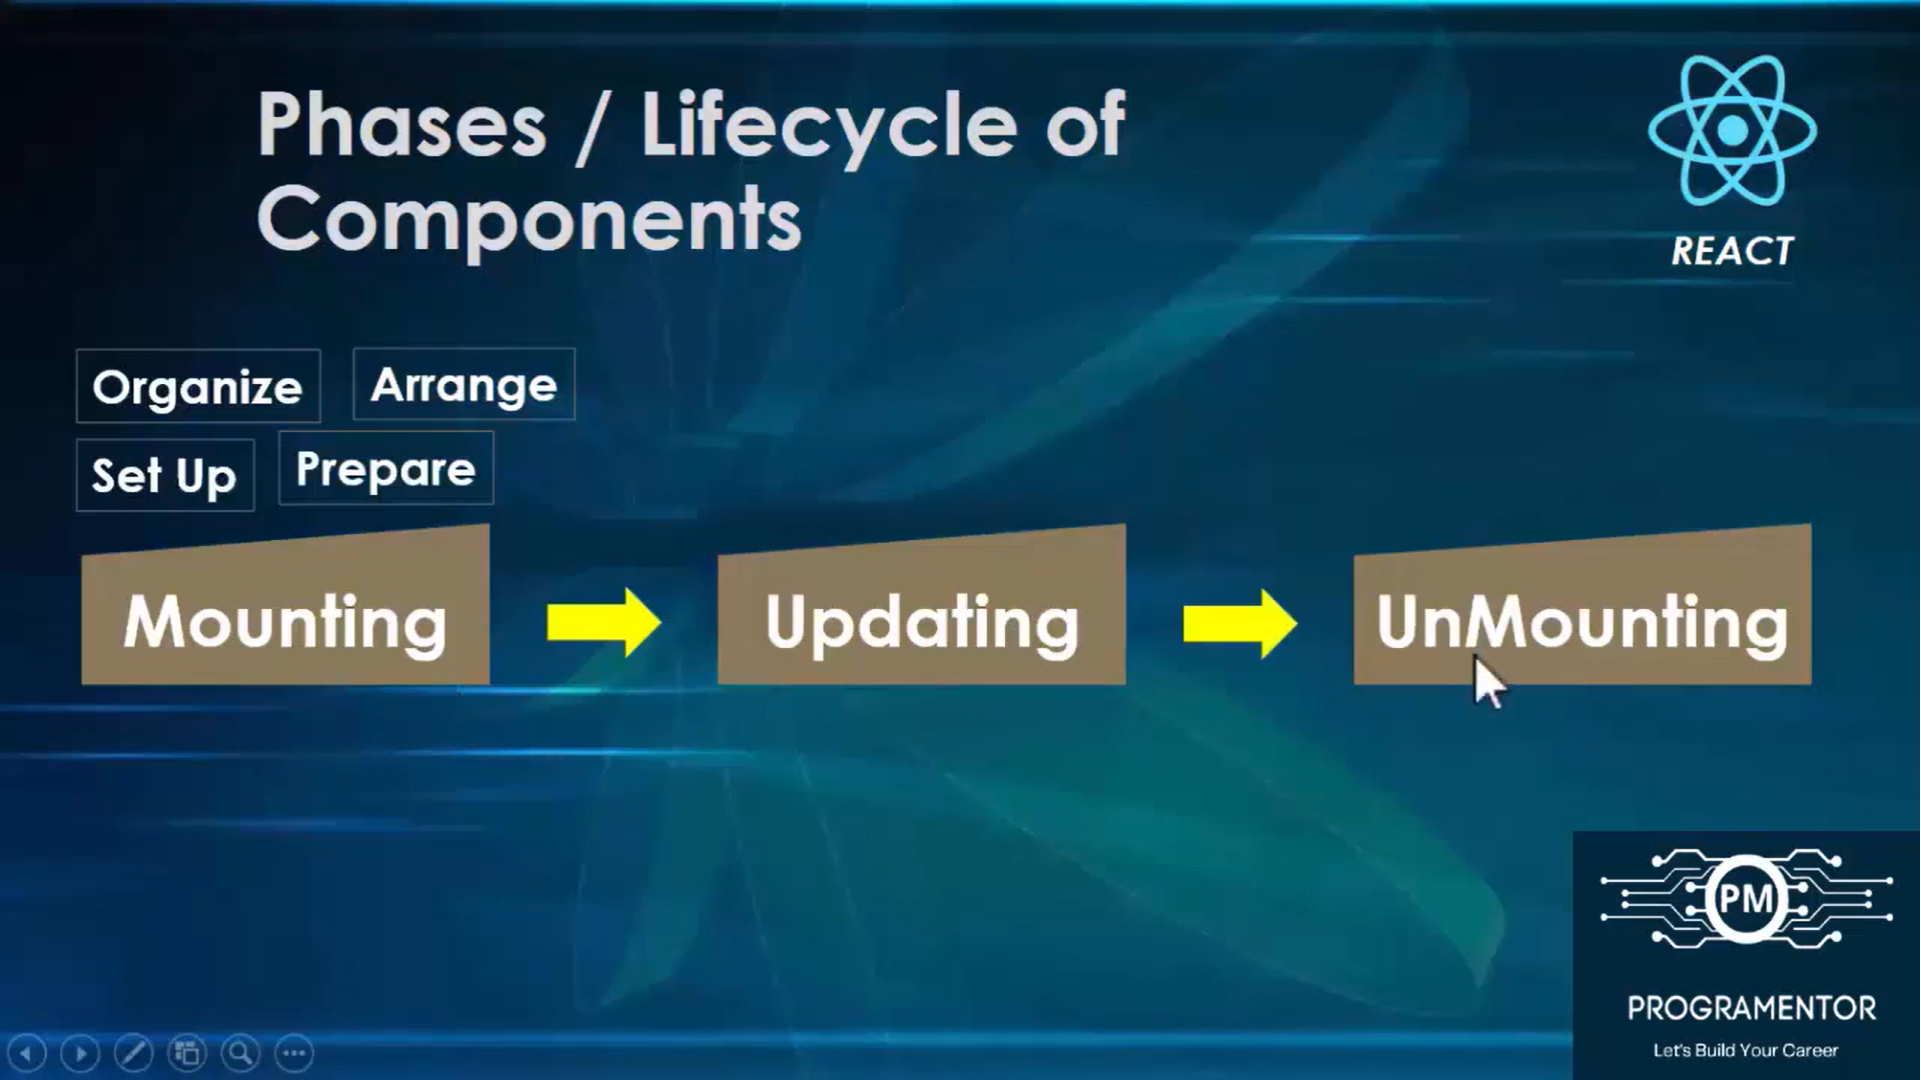 Phases / Lifecycle of
Components
REACT
Organize
Arrange
Set Up
Prepare
Mounting
Updating
UnMounting
PM
PROGRAMENTOR
Let's Build Your Career